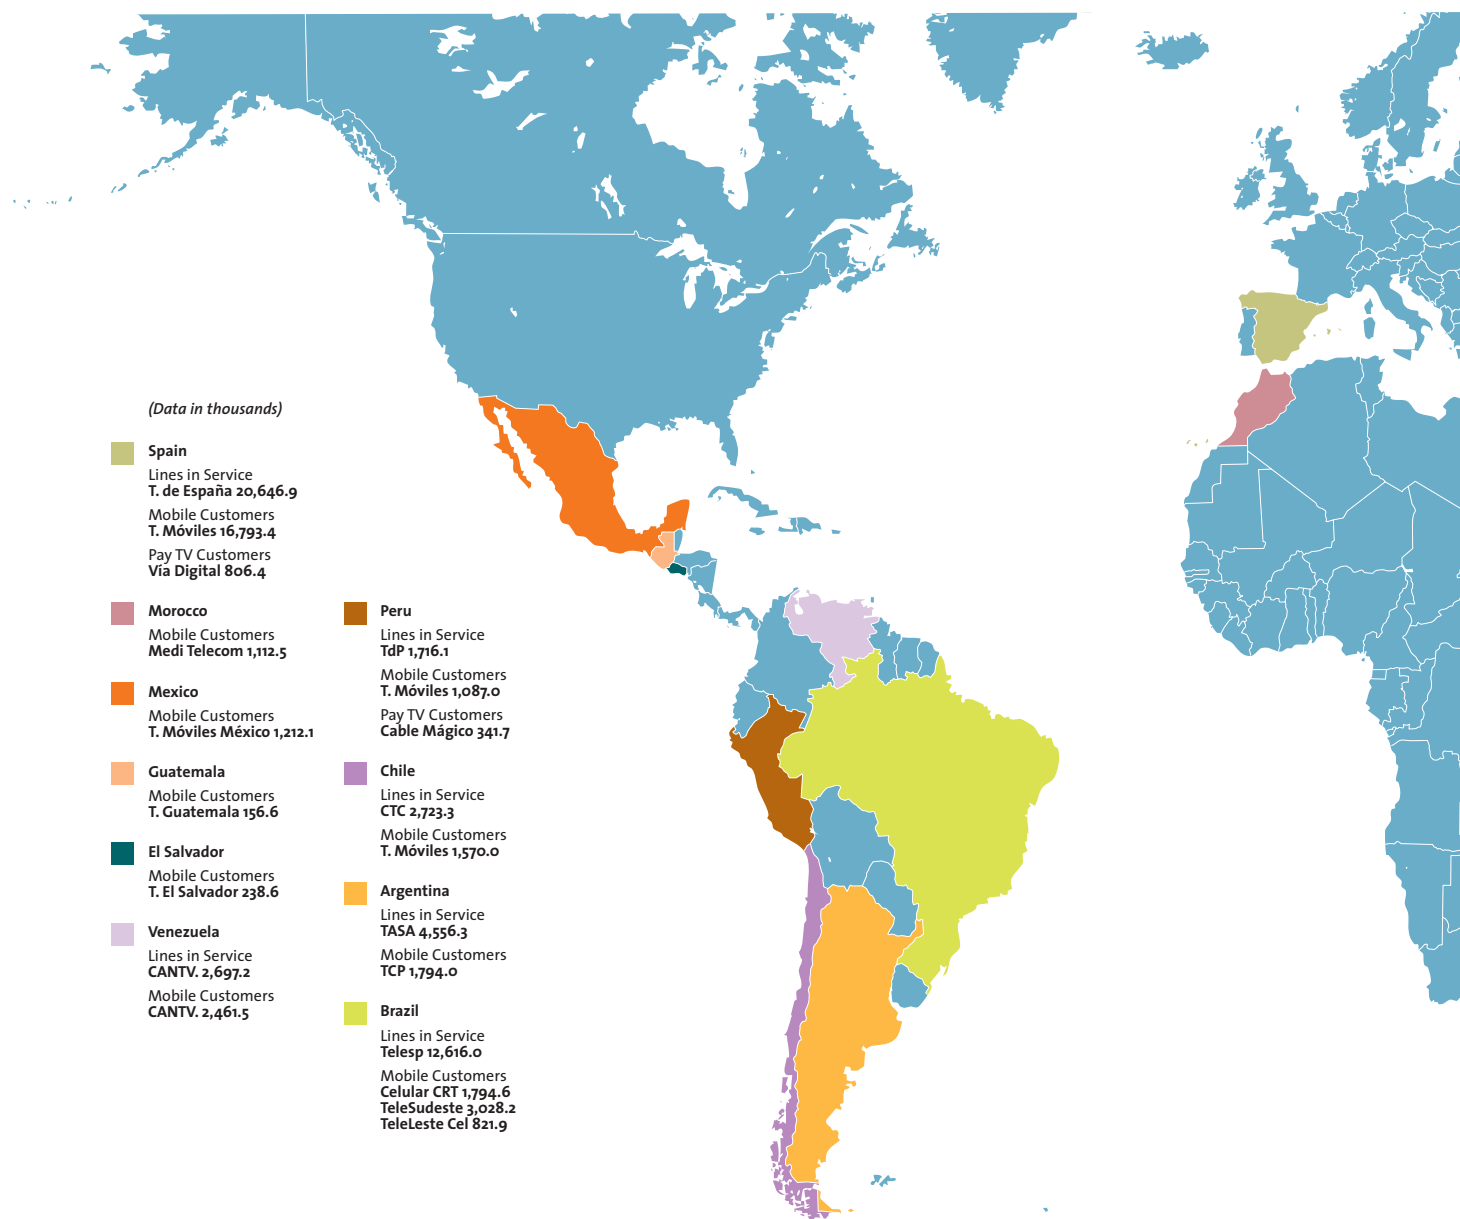 (Data in thousands)
Spain
Lines in Service
T. de España 20,646.9
Mobile Customers
T. Móviles 16,793.4
Pay TV Customers
Vía Digital 806.4
Morocco
Mobile Customers
Medi Telecom 1,112.5
Mexico
Mobile Customers
T. Móviles México 1,212.1
Guatemala
Mobile Customers
T. Guatemala 156.6
El Salvador
Mobile Customers
T. El Salvador 238.6
Venezuela
Lines in Service
CANTV. 2,697.2
Mobile Customers
CANTV. 2,461.5
Peru
Lines in Service
TdP 1,716.1
Mobile Customers
T. Móviles 1,087.0
Pay TV Customers
Cable Mágico 341.7
Chile
Lines in Service
CTC 2,723.3
Mobile Customers
T. Móviles 1,570.0
Argentina
Lines in Service
TASA 4,556.3
Mobile Customers
TCP 1,794.0
Brazil
Lines in Service
Telesp 12,616.0
Mobile Customers
Celular CRT 1,794.6
TeleSudeste 3,028.2
TeleLeste Cel 821.9